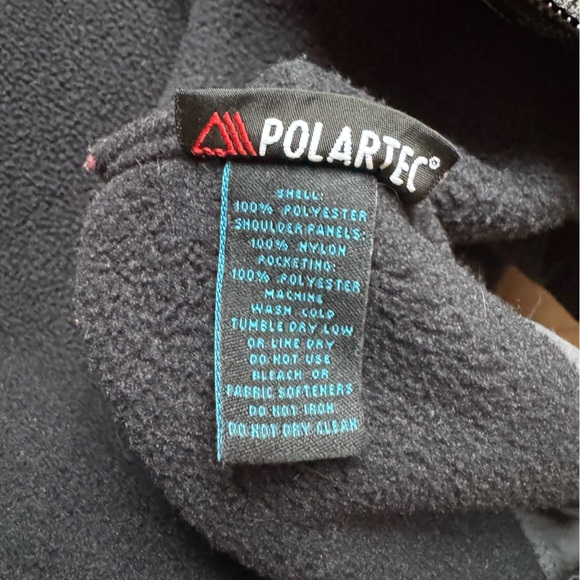 POLARTEC®
SHELL:
100% POLYESTER
SHOULDER PANELS:
100% NYLON
POCKETING:
100% POLYESTER
MACHINE
WASH COLD
TUMBLE DRY LOW
OR LINE DRY
DO NOT USE
BLEACH OR
FABRIC SOFTENERS
DO NOT IRON
DO NOT DRY CLEAN